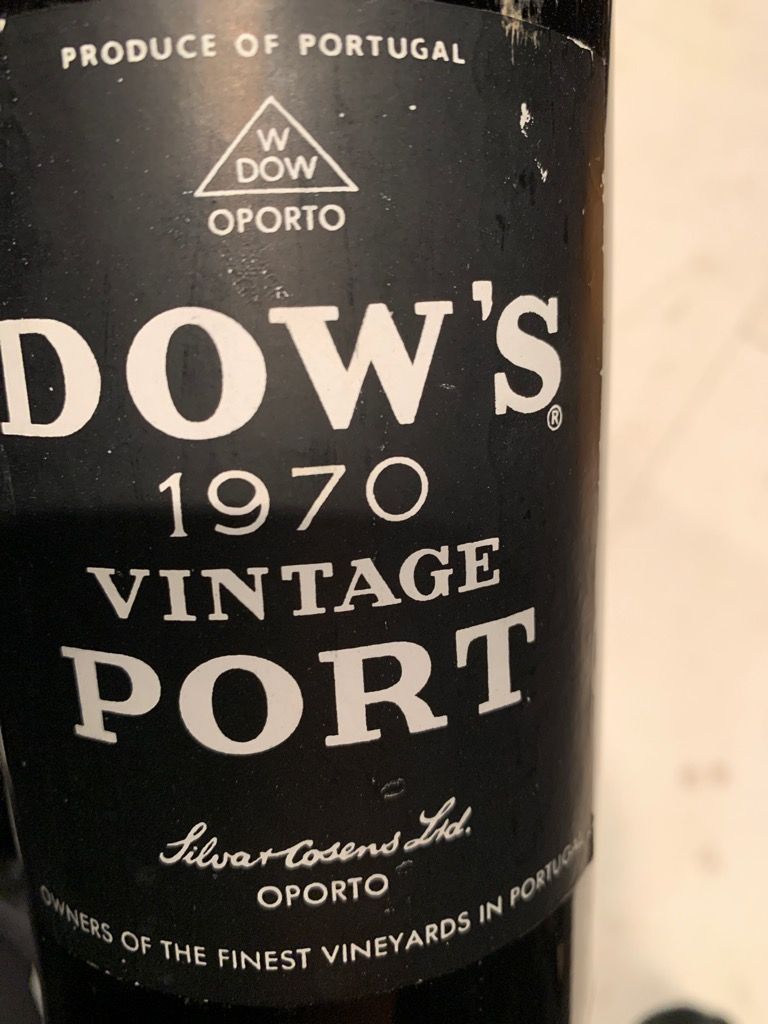 PRODUCE OF PORTUGAL
W
DOW
OPORTO
DOW'S®
1970
VINTAGE
PORT
Silva & Cosens Ltd.
OPORTO
OWNERS OF THE FINEST VINEYARDS IN PORTUGAL